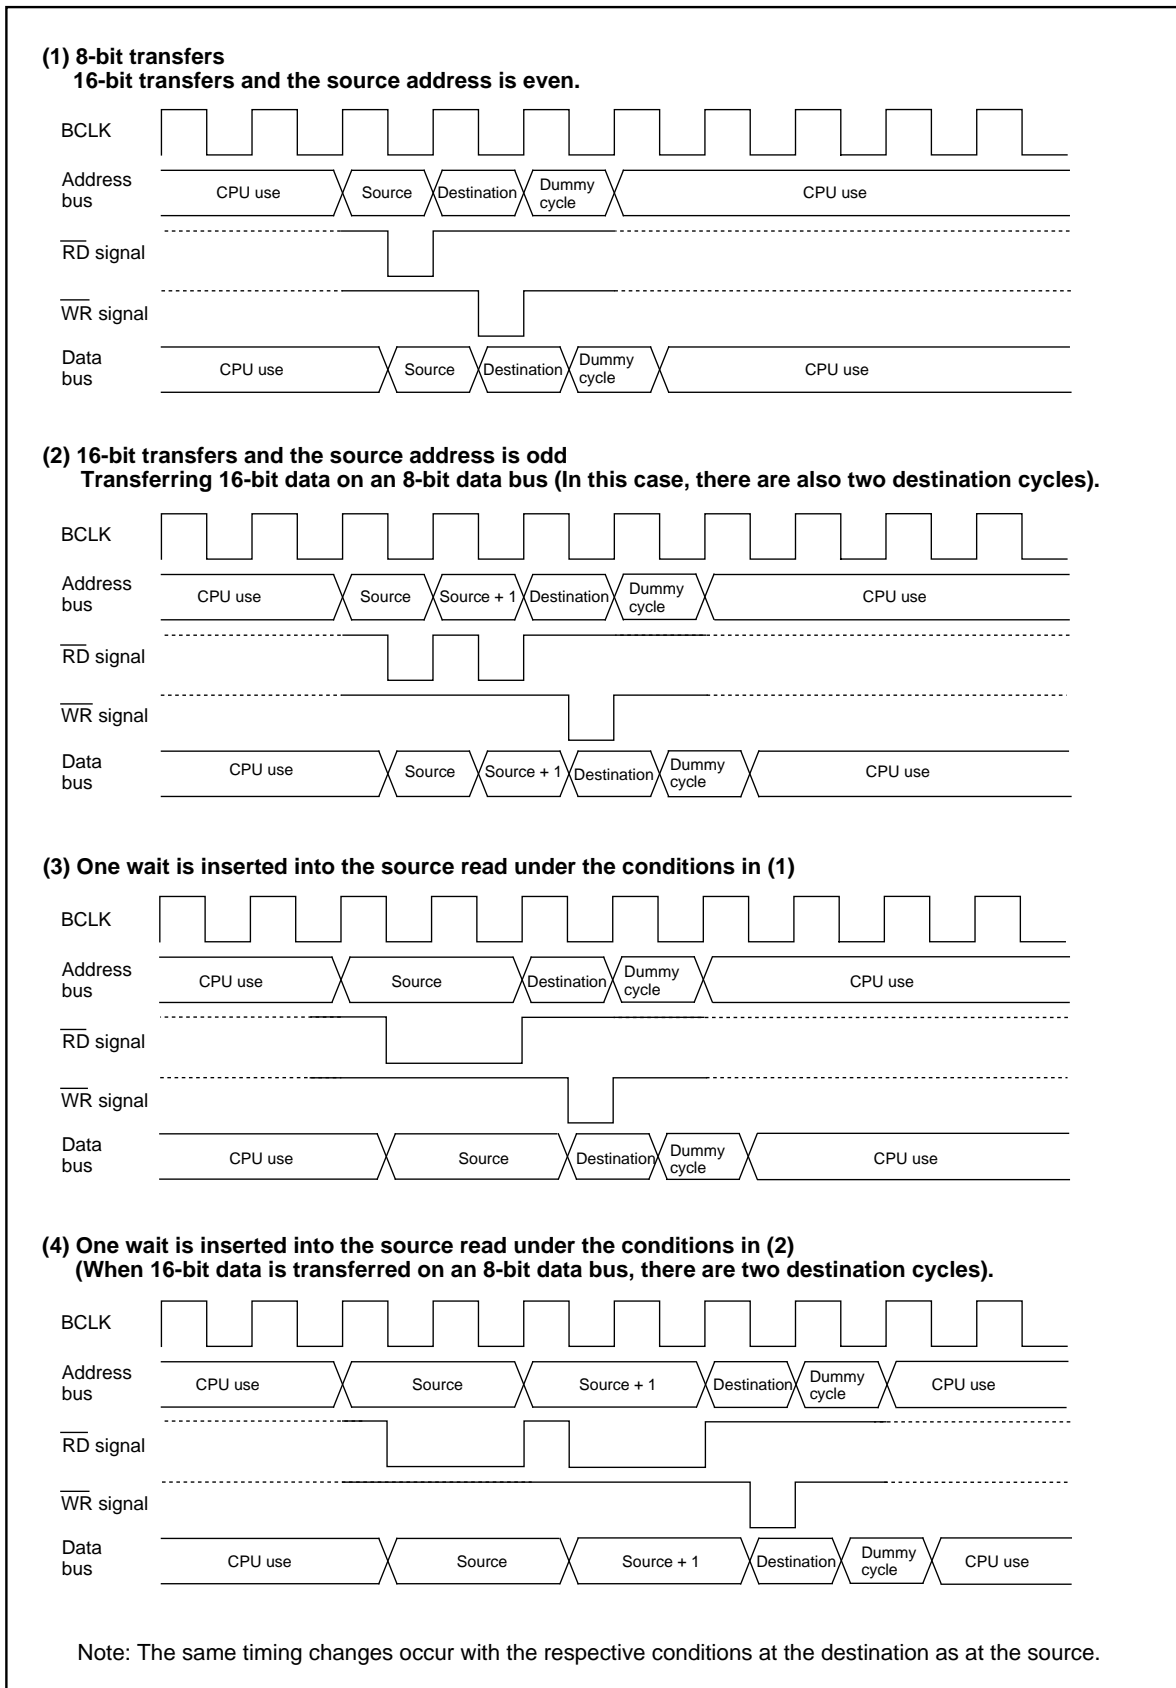 (1) 8-bit transfers
16-bit transfers and the source address is even.
BCLK
Address
bus
CPU use
Source
Destination
Dummy
cycle
CPU use
RD signal
WR signal
Data
bus
CPU use
Source
Destination
Dummy
cycle
CPU use
(2) 16-bit transfers and the source address is odd
Transferring 16-bit data on an 8-bit data bus (In this case, there are also two destination cycles).
BCLK
Address
bus
CPU use
Source
Source + 1
Destination
Dummy
cycle
CPU use
RD signal
WR signal
Data
bus
CPU use
Source
Source + 1
Destination
Dummy
cycle
CPU use
(3) One wait is inserted into the source read under the conditions in (1)
BCLK
Address
bus
CPU use
Source
Destination
Dummy
cycle
CPU use
RD signal
WR signal
Data
bus
CPU use
Source
Destination
Dummy
cycle
CPU use
(4) One wait is inserted into the source read under the conditions in (2)
(When 16-bit data is transferred on an 8-bit data bus, there are two destination cycles).
BCLK
Address
bus
CPU use
Source
Source + 1
Destination
Dummy
cycle
CPU use
RD signal
WR signal
Data
bus
CPU use
Source
Source + 1
Destination
Dummy
cycle
CPU use
Note: The same timing changes occur with the respective conditions at the destination as at the source.